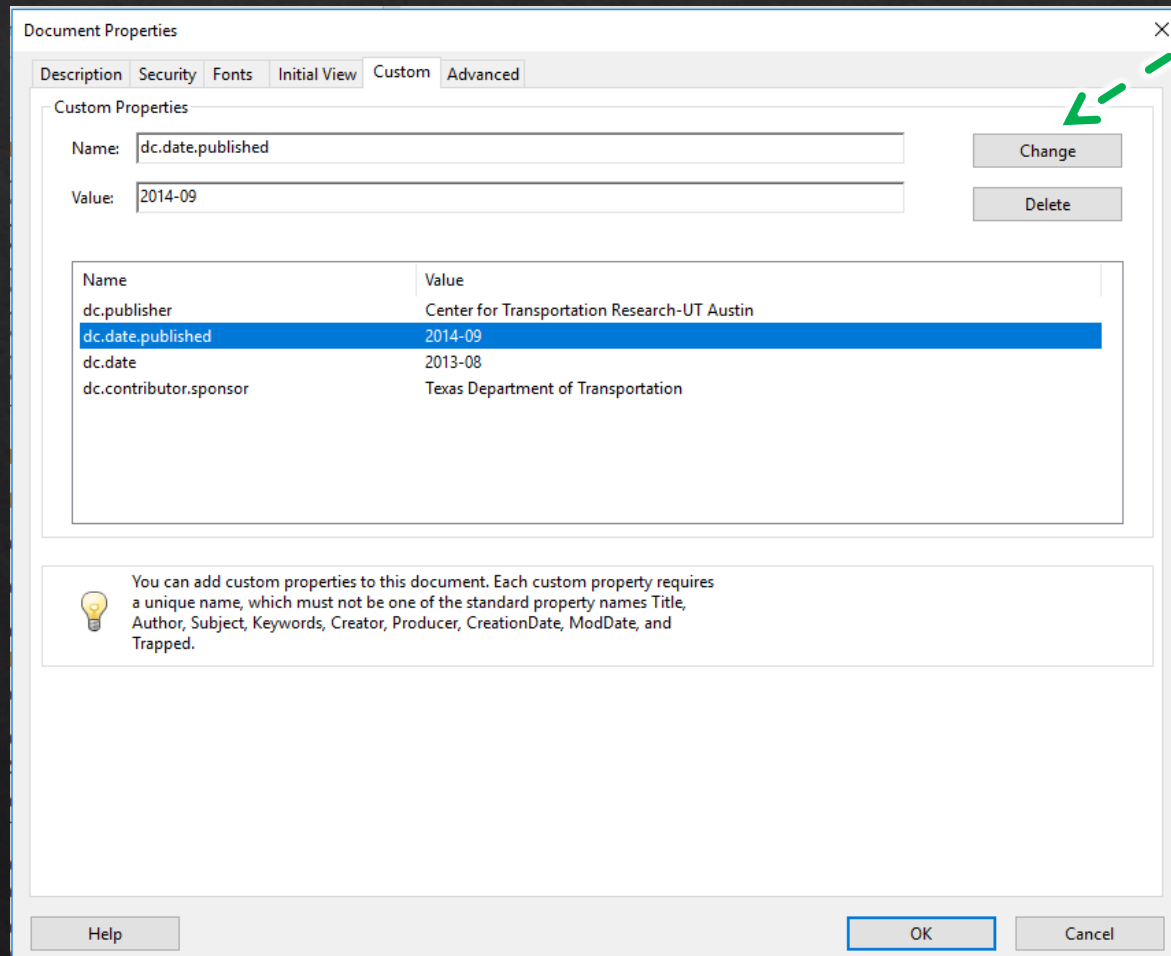 Document Properties
Description Security Fonts Initial View Custom Advanced
Custom Properties
Name: dc.date.published Change
Value: 2014-09 Delete
Name Value
dc.publisher Center for Transportation Research-UT Austin
dc.date.published 2014-09
dc.date 2013-08
dc.contributor.sponsor Texas Department of Transportation
You can add custom properties to this document. Each custom property requires
a unique name, which must not be one of the standard property names Title,
Author, Subject, Keywords, Creator, Producer, CreationDate, ModDate, and
Trapped.
Help OK Cancel